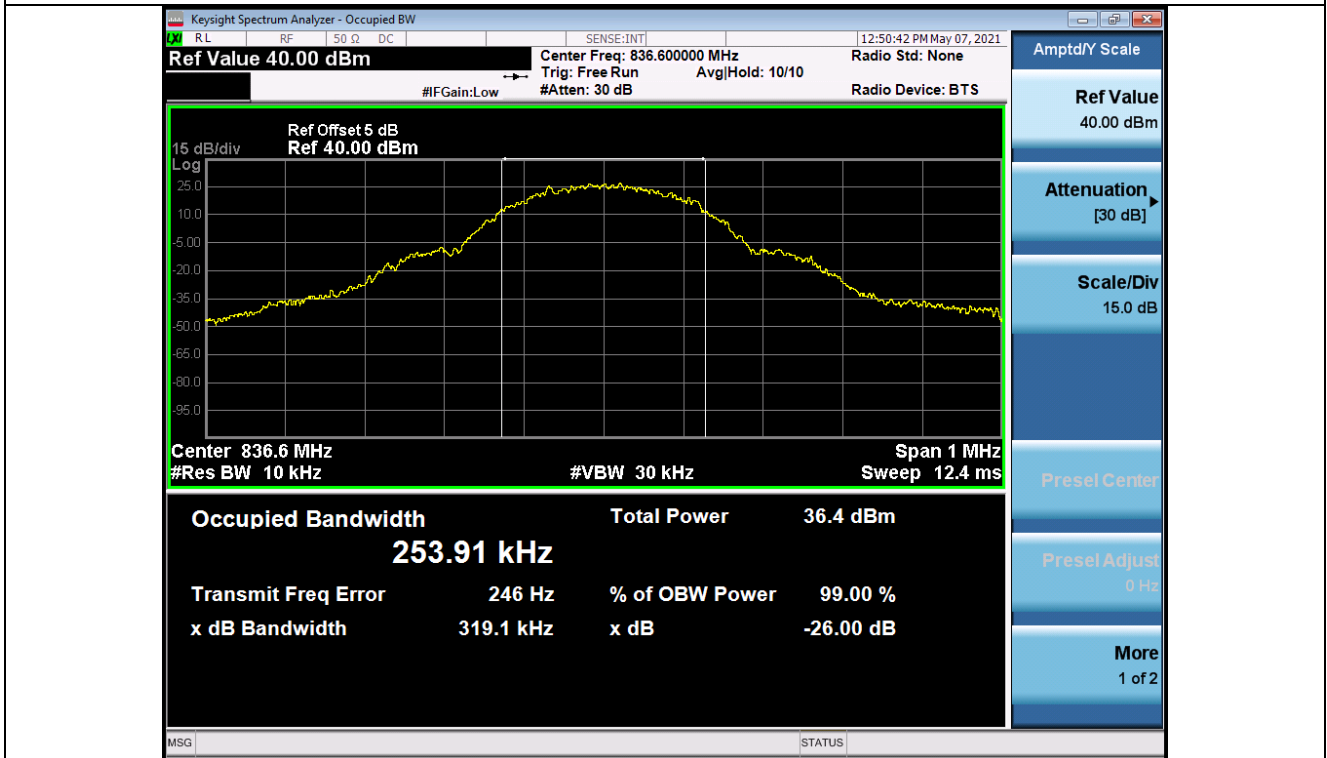 Keysight Spectrum Analyzer - Occupied BW
LXI RL RF 50 Ω DC SENSE:INT 12:50:42 PM May 07, 2021
Ref Value 40.00 dBm
Center Freq: 836.600000 MHz
Radio Std: None
Trig: Free Run Avg|Hold: 10/10
#IFGain:Low
#Atten: 30 dB
Radio Device: BTS
Ref Offset 5 dB
15 dB/div Ref 40.00 dBm
Log
25.0
10.0
-5.00
-20.0
-35.0
-50.0
-65.0
-80.0
-95.0
Center 836.6 MHz Span 1 MHz
#Res BW 10 kHz #VBW 30 kHz Sweep 12.4 ms
Occupied Bandwidth Total Power 36.4 dBm
253.91 kHz
Transmit Freq Error 246 Hz % of OBW Power 99.00 %
x dB Bandwidth 319.1 kHz x dB -26.00 dB
MSG STATUS
Amptd/Y Scale
Ref Value
40.00 dBm
Attenuation
[30 dB]
Scale/Div
15.0 dB
Presel Center
Presel Adjust
0 Hz
More
1 of 2